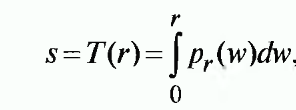 s = T(r) = ∫₀ʳ pᵣ(w)dw,